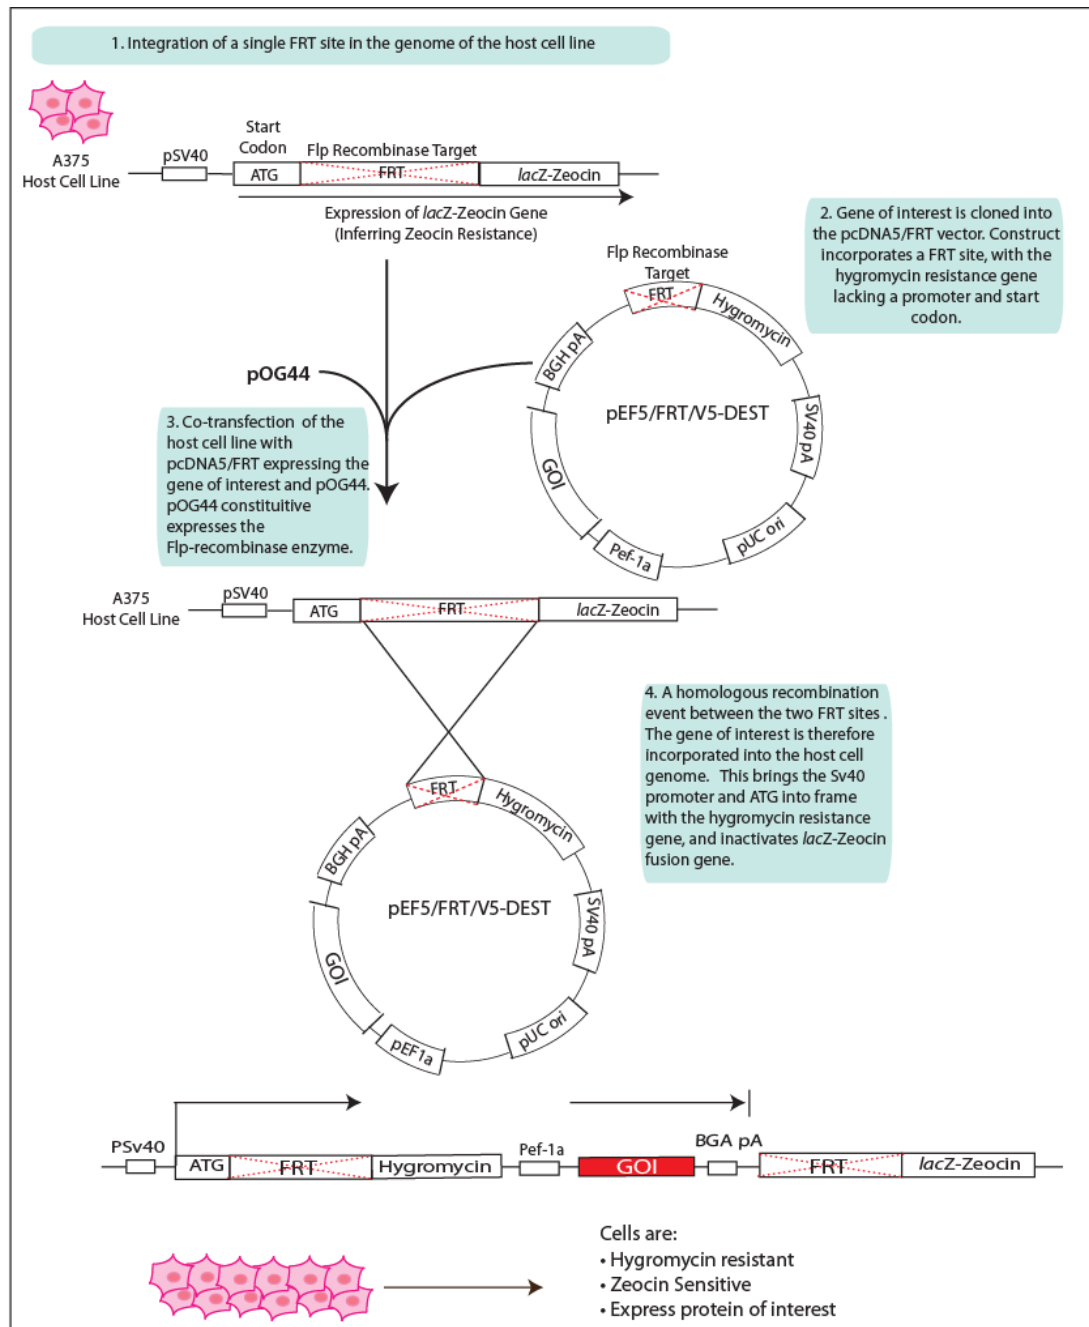 1. Integration of a single FRT site in the genome of the host cell line
A375
Host Cell Line
pSV40
Start
Codon
Flp Recombinase Target
ATG
FRT
lacZ-Zeocin
Expression of lacZ-Zeocin Gene
(Inferring Zeocin Resistance)
2. Gene of interest is cloned into
the pcDNA5/FRT vector. Construct
incorporates a FRT site, with the
hygromycin resistance gene
lacking a promoter and start
codon.
Flp Recombinase
Target
FRT
Hygromycin
BGH pA
pEF5/FRT/V5-DEST
SV40 pA
GOI
Pef-1a
pUC ori
pOG44
3. Co-transfection of the
host cell line with
pcDNA5/FRT expressing the
gene of interest and pOG44.
pOG44 constituitive
expresses the
Flp-recombinase enzyme.
A375
Host Cell Line
pSV40
ATG
FRT
lacZ-Zeocin
4. A homologous recombination
event between the two FRT sites .
The gene of interest is therefore
incorporated into the host cell
genome. This brings the Sv40
promoter and ATG into frame
with the hygromycin resistance
gene, and inactivates lacZ-Zeocin
fusion gene.
FRT
Hygromycin
BGH pA
pEF5/FRT/V5-DEST
SV40 pA
GOI
pEF1a
pUC ori
PSv40
ATG
FRT
Hygromycin
Pef-1a
GOI
BGA pA
FRT
lacZ-Zeocin
Cells are:
• Hygromycin resistant
• Zeocin Sensitive
• Express protein of interest